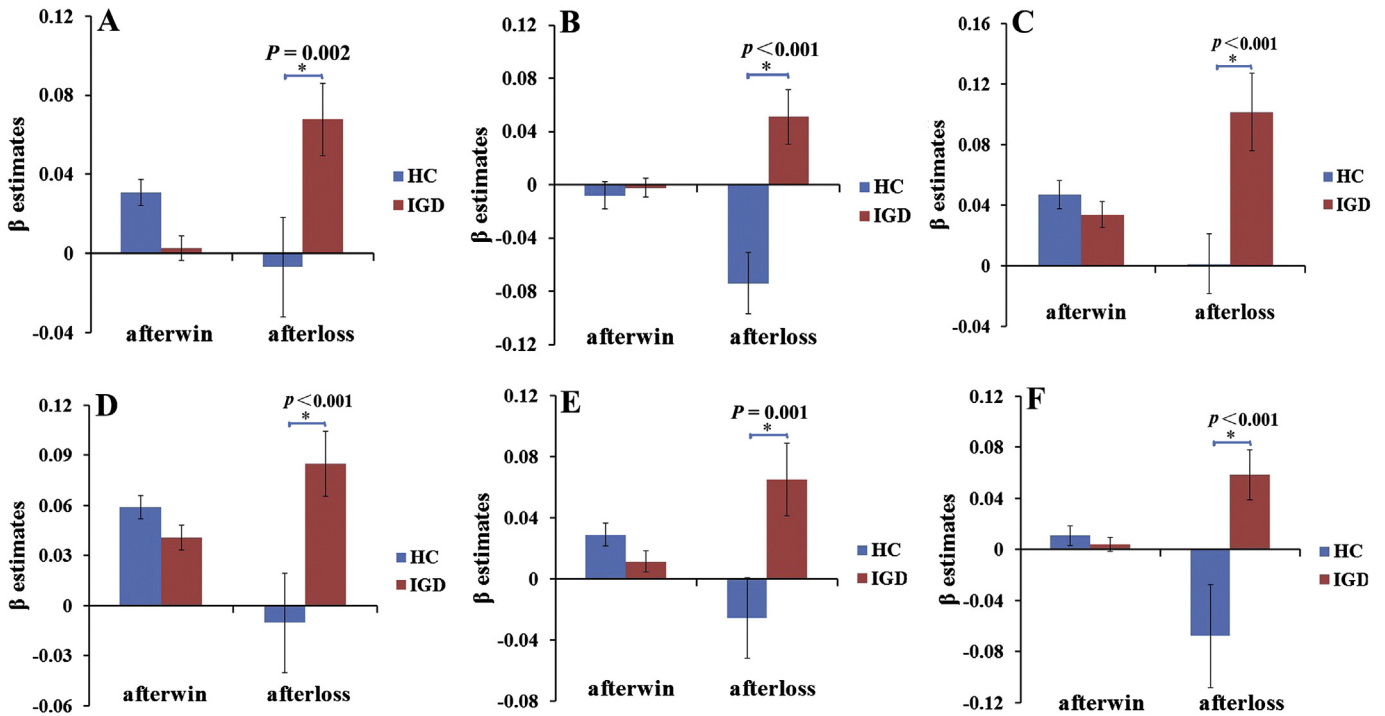 A
P = 0.002
*
0.12
0.08
0.04
0
-0.04
β estimates
afterwin
afterloss
HC
IGD
B
p<0.001
*
0.12
0.08
0.04
0
-0.04
-0.08
-0.12
β estimates
afterwin
afterloss
HC
IGD
C
p<0.001
*
0.16
0.12
0.08
0.04
0
-0.04
β estimates
afterwin
afterloss
HC
IGD
D
p<0.001
*
0.12
0.09
0.06
0.03
0
-0.03
-0.06
β estimates
afterwin
afterloss
HC
IGD
E
P = 0.001
*
0.12
0.08
0.04
0
-0.04
-0.08
β estimates
afterwin
afterloss
HC
IGD
F
p<0.001
*
0.12
0.08
0.04
0
-0.04
-0.08
-0.12
β estimates
afterwin
afterloss
HC
IGD